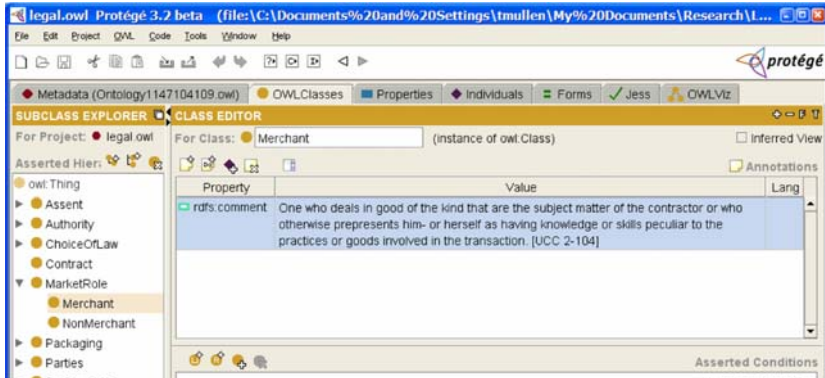 legal.owl Protégé 3.2 beta (file:\C:\Documents%20and%20Settings\tmullen\My%20Documents\Research\L...
File Edit Project OWL Code Tools Window Help
protégé
Metadata (Ontology1147104109.owl) OWLClasses Properties Individuals Forms Jess OWLViz
SUBCLASS EXPLORER CLASS EDITOR
For Project: legal.owl For Class: Merchant (instance of owl:Class) Inferred View
Asserted Hier: Annotations
Property Value Lang
owl:Thing
Assent
Authority
ChoiceOfLaw
Contract
MarketRole
Merchant
NonMerchant
Packaging
Parties
rdfs:comment One who deals in good of the kind that are the subject matter of the contractor or who
otherwise prepresents him- or herself as having knowledge or skills peculiar to the
practices or goods involved in the transaction. [UCC 2-104]
Asserted Conditions